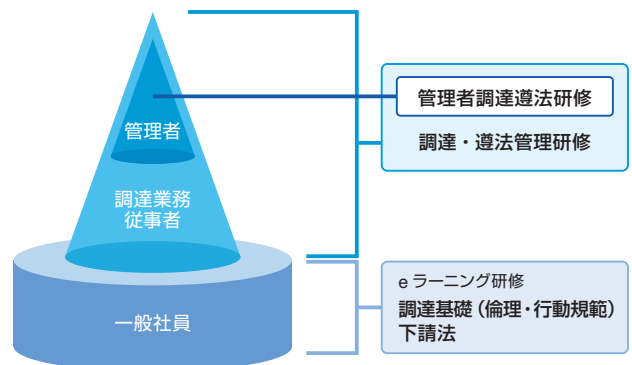 管理者
調達業務
従事者
一般社員
管理者調達遵法研修
調達・遵法管理研修
eラーニング研修
調達基礎（倫理・行動規範）
下請法